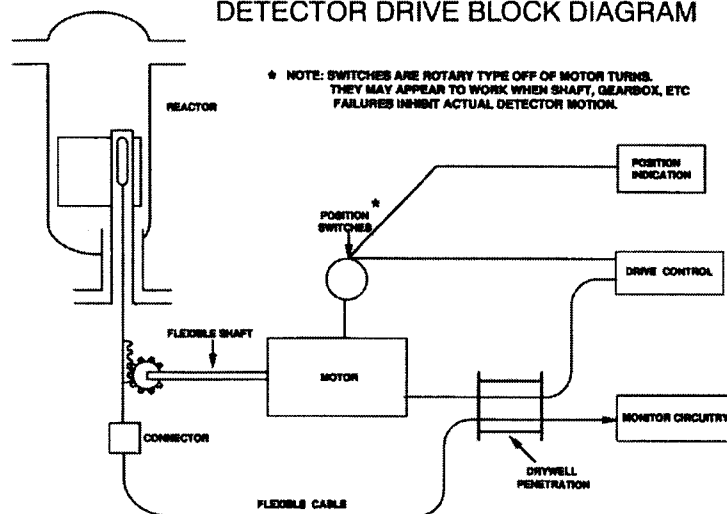 DETECTOR DRIVE BLOCK DIAGRAM
* NOTE: SWITCHES ARE ROTARY TYPE OFF OF MOTOR TURNS.
THEY MAY APPEAR TO WORK WHEN SHAFT, GEARBOX, ETC
FAILURES INHIBIT ACTUAL DETECTOR MOTION.
REACTOR
POSITION
INDICATION
*
POSITION
SWITCHES
DRIVE CONTROL
FLEXIBLE SHAFT
MOTOR
MONITOR CIRCUITRY
CONNECTOR
DRYWELL
PENETRATION
FLEXIBLE CABLE